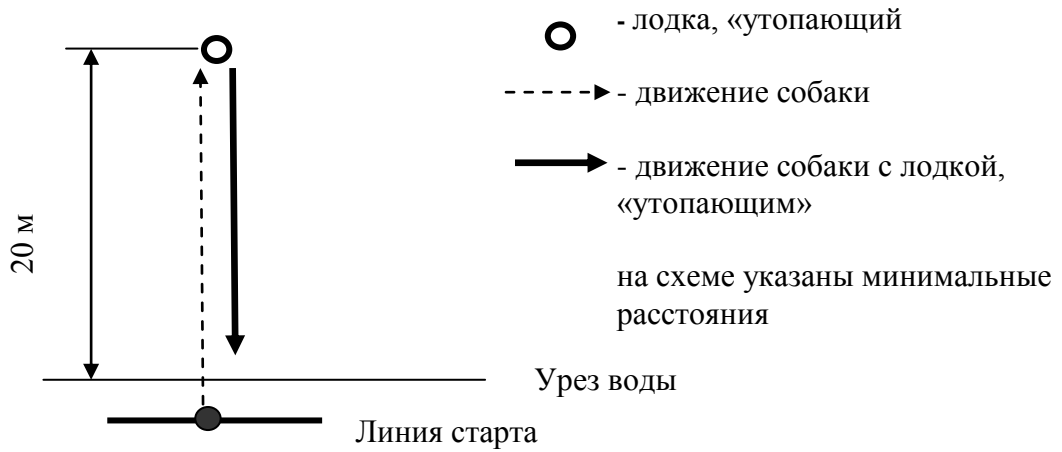 - лодка, «утопающий
- движение собаки
- движение собаки с лодкой,
«утопающим»
20 м
на схеме указаны минимальные
расстояния
Урез воды
Линия старта